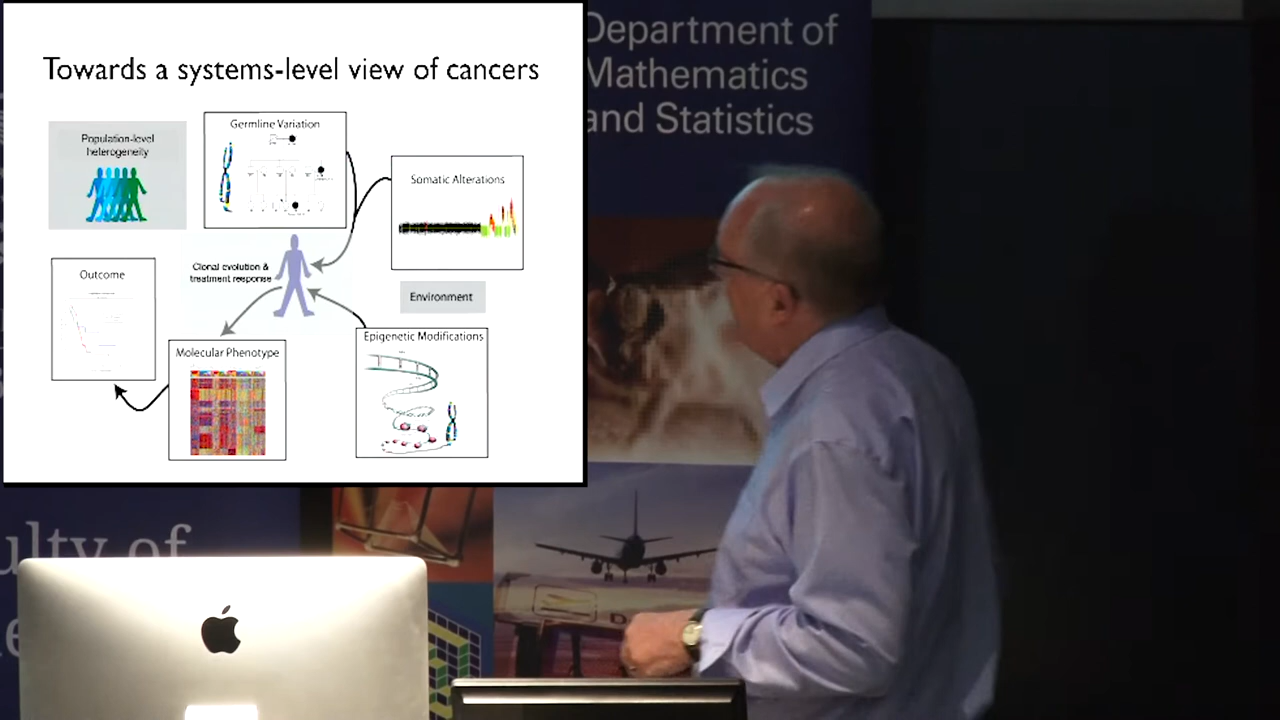 Towards a systems-level view of cancers
Population-level
heterogeneity
Germline Variation
Somatic Alterations
Clonal evolution &
treatment response
Outcome
Environment
Molecular Phenotype
Epigenetic Modifications
Department of
Mathematics
and Statistics
ulty of